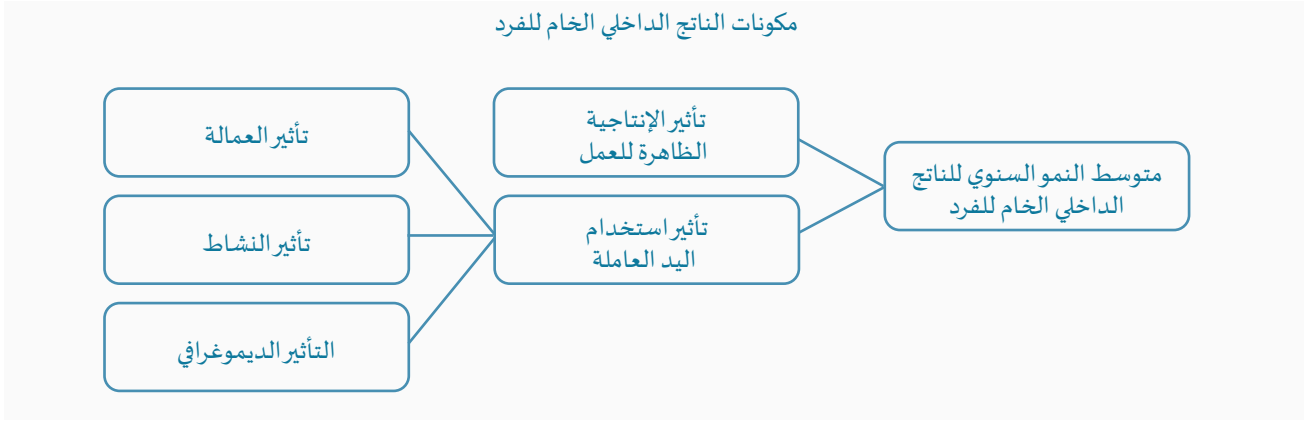 مكونات الناتج الداخلي الخام للفرد
متوسط النمو السنوي للناتج
الداخلي الخام للفرد
تأثير الإنتاجية
الظاهرة للعمل
تأثير استخدام
اليد العاملة
تأثير العمالة
تأثير النشاط
التأثير الديموغرافي